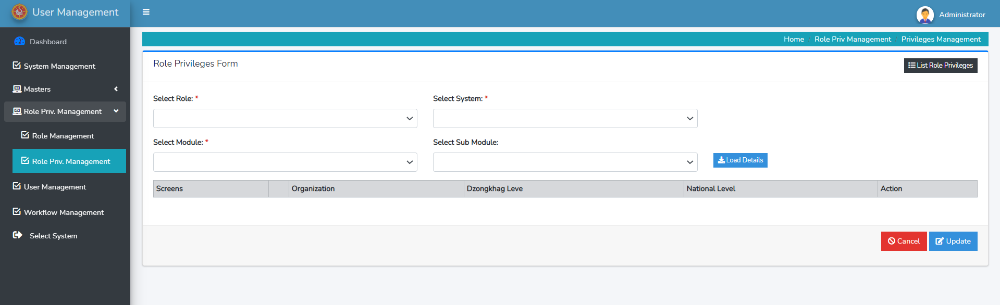 User Management
Administrator
Dashboard
System Management
Masters
Role Priv. Management
Role Management
Role Priv. Management
User Management
Workflow Management
Select System
Home / Role Priv Management / Privileges Management
Role Privileges Form
List Role Privileges
Select Role: *
Select System: *
Select Module: *
Select Sub Module:
Load Details
Screens Organization Dzongkhag Leve National Level Action
Cancel Update